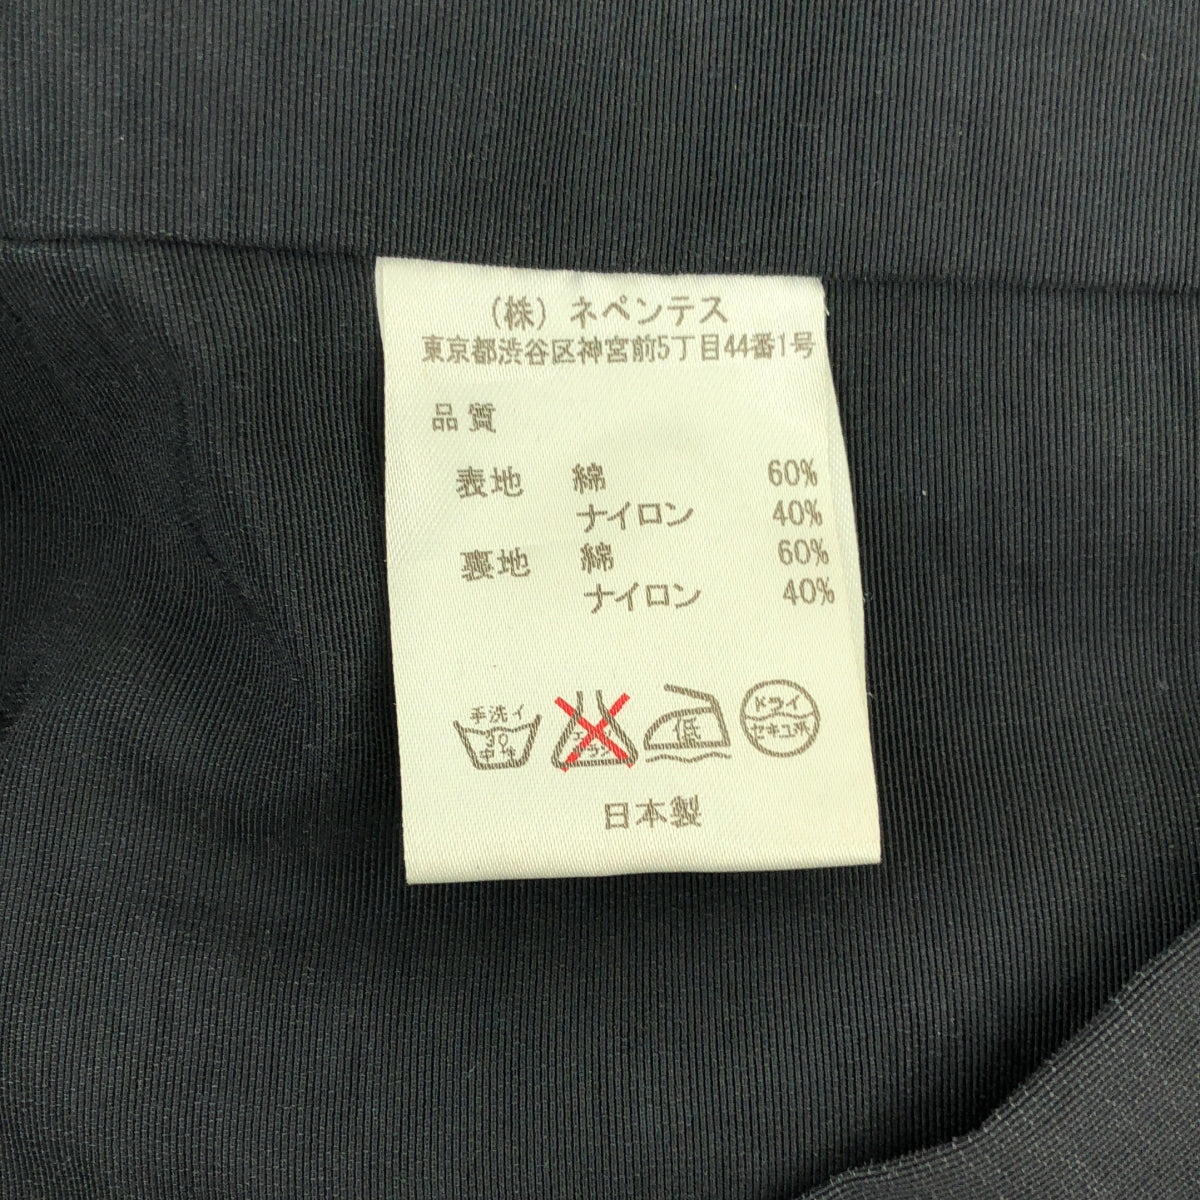 (株) ネペンテス
東京都渋谷区神宮前5丁目44番1号
品質
表地 綿 60%
ナイロン 40%
裏地 綿 60%
ナイロン 40%
手洗イ
30
中性
低
ドライ
セキユ系
日本製